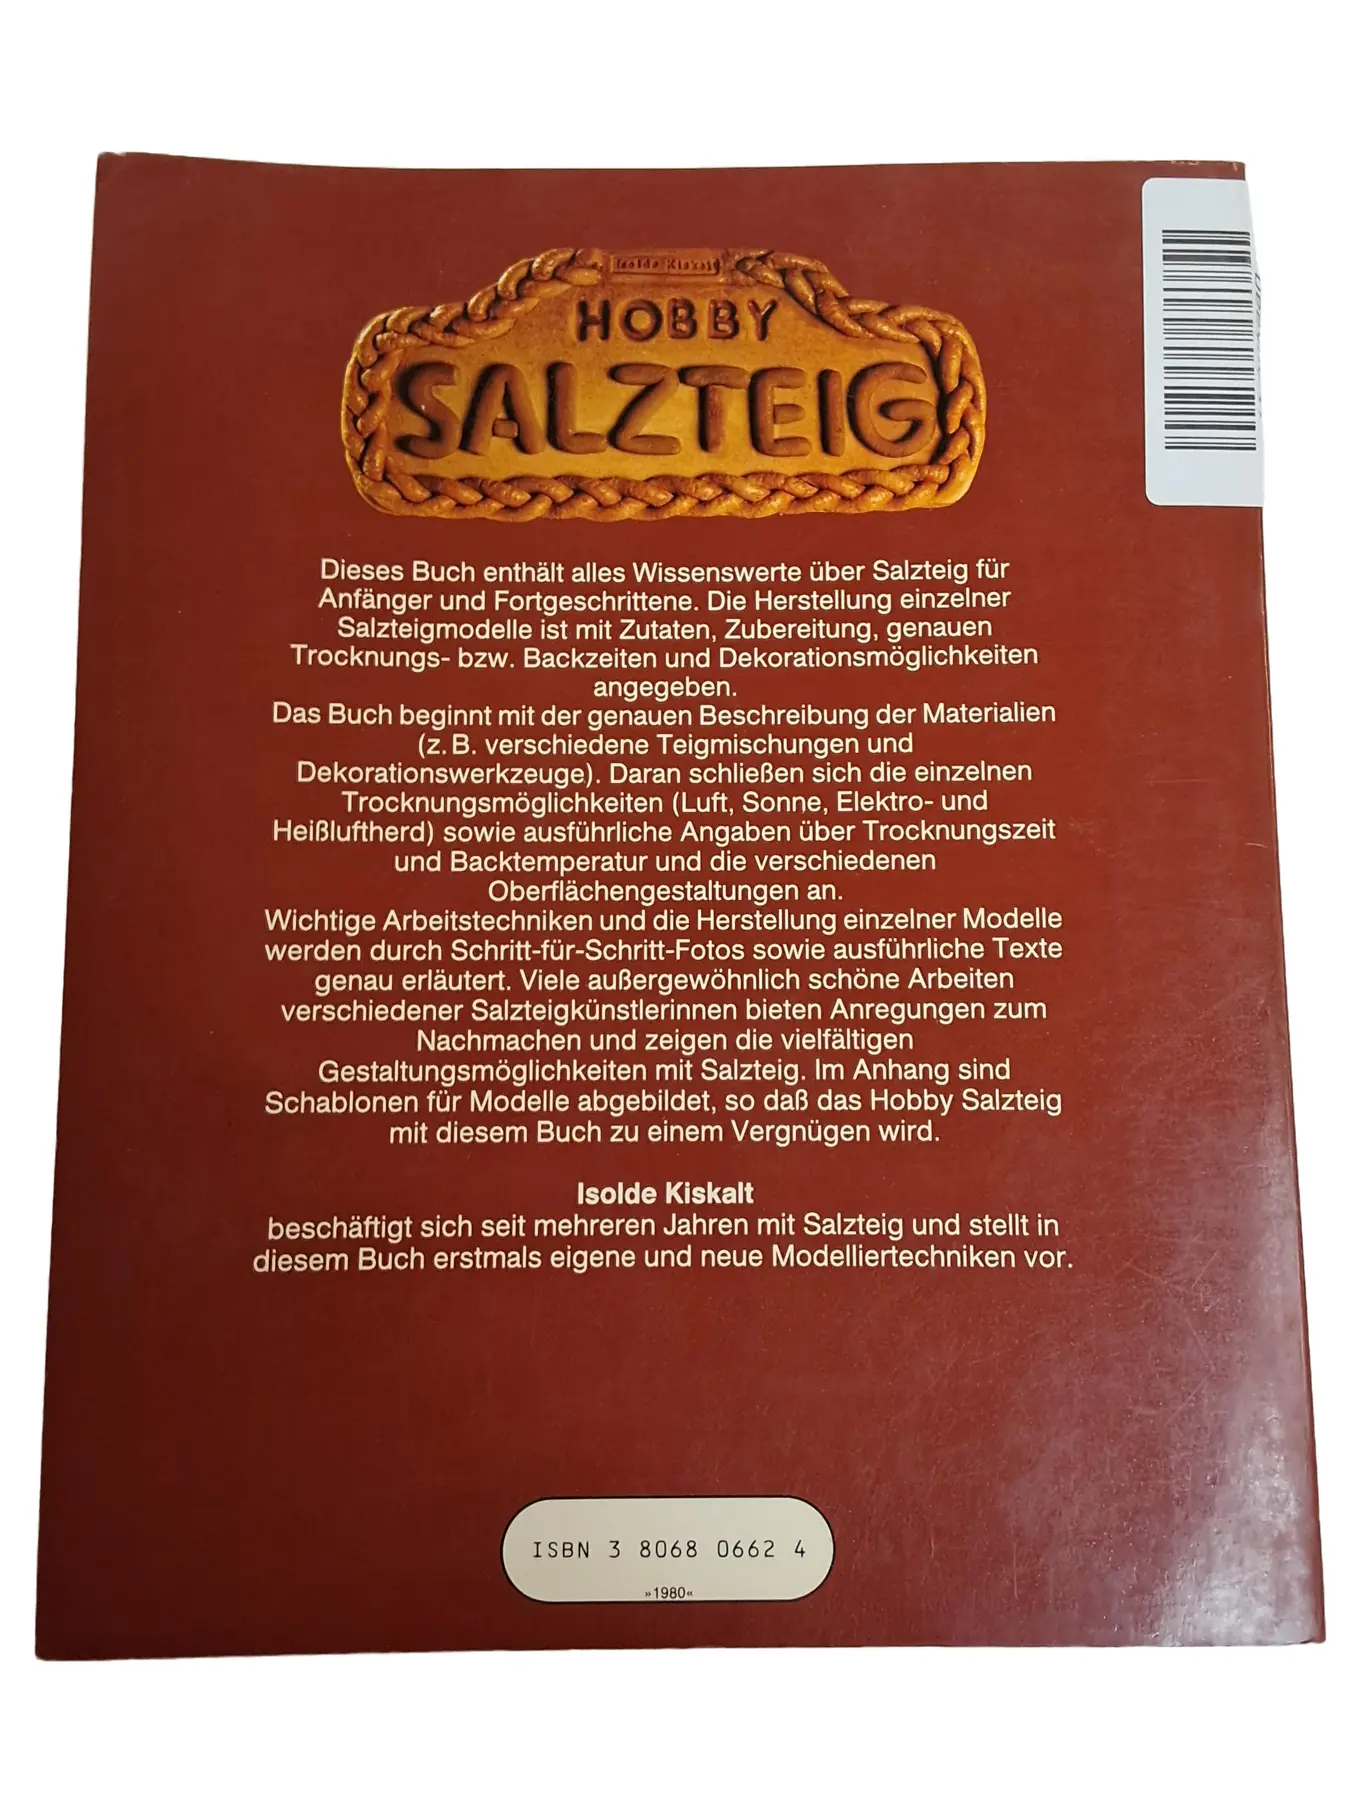 Isolde Kiskalt
HOBBY
SALZTEIG
Dieses Buch enthält alles Wissenswerte über Salzteig für
Anfänger und Fortgeschrittene. Die Herstellung einzelner
Salzteigmodelle ist mit Zutaten, Zubereitung, genauen
Trocknungs- bzw. Backzeiten und Dekorationsmöglichkeiten
angegeben.
Das Buch beginnt mit der genauen Beschreibung der Materialien
(z. B. verschiedene Teigmischungen und
Dekorationswerkzeuge). Daran schließen sich die einzelnen
Trocknungsmöglichkeiten (Luft, Sonne, Elektro- und
Heißluftherd) sowie ausführliche Angaben über Trocknungszeit
und Backtemperatur und die verschiedenen
Oberflächengestaltungen an.
Wichtige Arbeitstechniken und die Herstellung einzelner Modelle
werden durch Schritt-für-Schritt-Fotos sowie ausführliche Texte
genau erläutert. Viele außergewöhnlich schöne Arbeiten
verschiedener Salzteigkünstlerinnen bieten Anregungen zum
Nachmachen und zeigen die vielfältigen
Gestaltungsmöglichkeiten mit Salzteig. Im Anhang sind
Schablonen für Modelle abgebildet, so daß das Hobby Salzteig
mit diesem Buch zu einem Vergnügen wird.
Isolde Kiskalt
beschäftigt sich seit mehreren Jahren mit Salzteig und stellt in
diesem Buch erstmals eigene und neue Modelliertechniken vor.
ISBN 3 8068 0662 4
»1980«